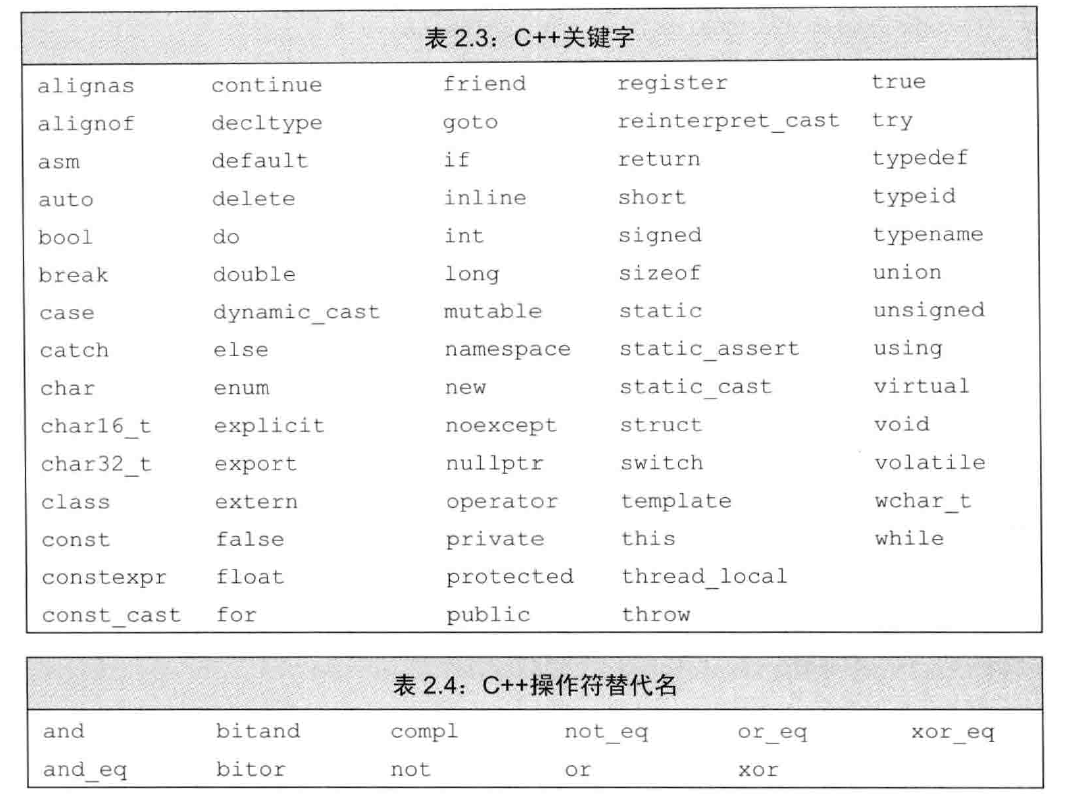 表 2.3：C++关键字
alignas continue friend register true
alignof decltype goto reinterpret_cast try
asm default if return typedef
auto delete inline short typeid
bool do int signed typename
break double long sizeof union
case dynamic_cast mutable static unsigned
catch else namespace static_assert using
char enum new static_cast virtual
char16_t explicit noexcept struct void
char32_t export nullptr switch volatile
class extern operator template wchar_t
const false private this while
constexpr float protected thread_local
const_cast for public throw
表 2.4：C++操作符替代名
and bitand compl not_eq or_eq xor_eq
and_eq bitor not or xor